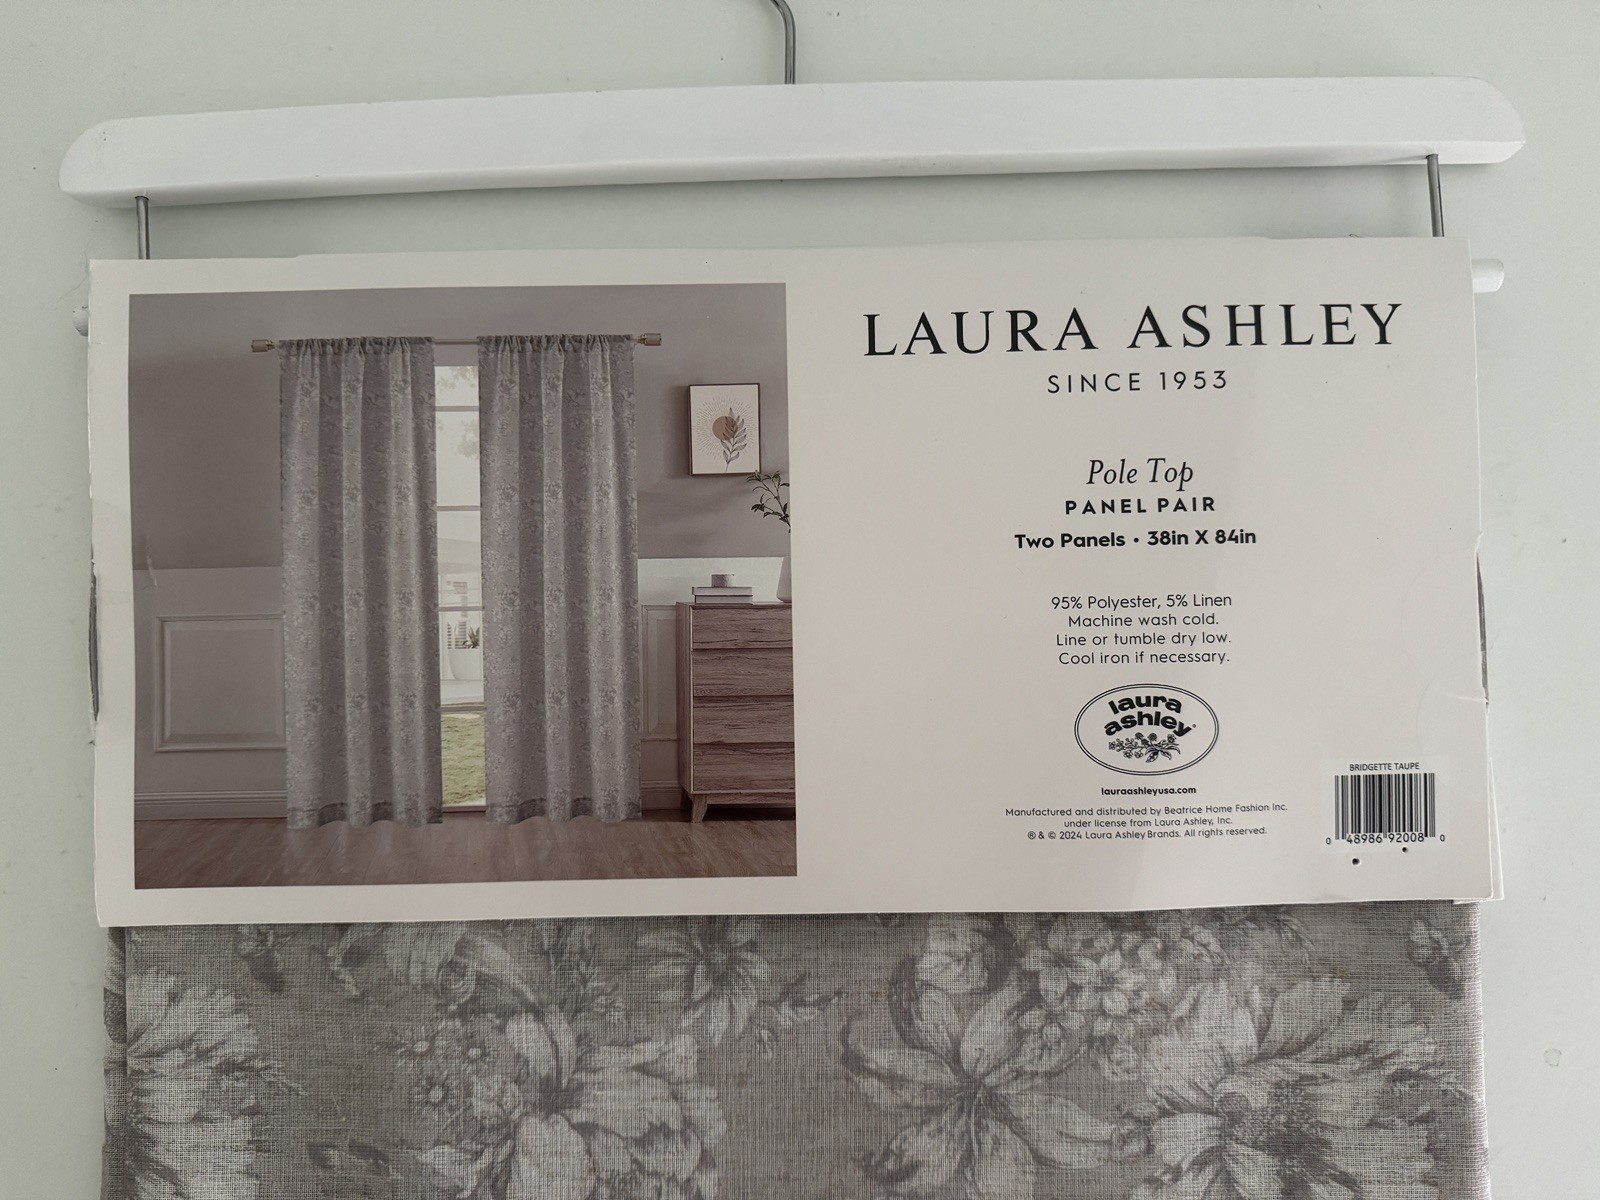 LAURA ASHLEY
SINCE 1953
Pole Top
PANEL PAIR
Two Panels • 38in X 84in
95% Polyester, 5% Linen
Machine wash cold.
Line or tumble dry low.
Cool iron if necessary.
laura
ashley®
lauraashleyusa.com
Manufactured and distributed by Beatrice Home Fashion Inc.
under license from Laura Ashley, Inc.
® & © 2024 Laura Ashley Brands. All rights reserved.
BRIDGETTE TAUPE
0 48986 92008 0